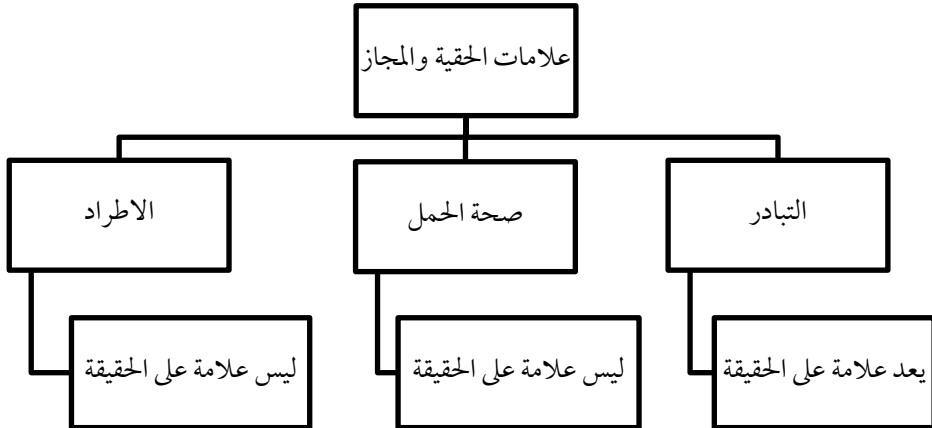 علامات الحقية والمجاز
التبادر
صحة الحمل
الاطراد
يعد علامة على الحقيقة
ليس علامة على الحقيقة
ليس علامة على الحقيقة